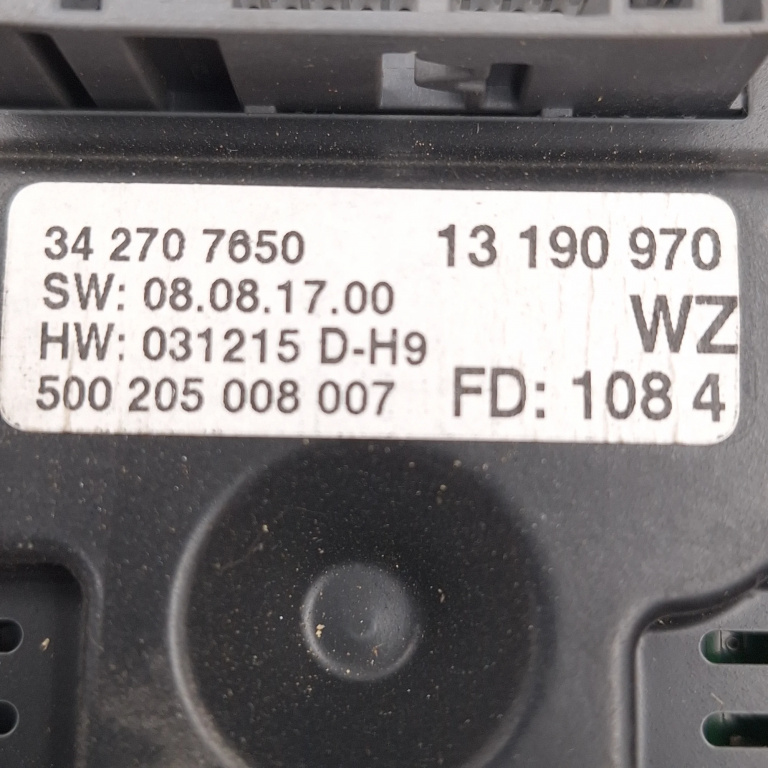 34 270 7650 13 190 970
SW: 08.08.17.00
WZ
HW: 031215 D-H9
500 205 008 007 FD: 108 4